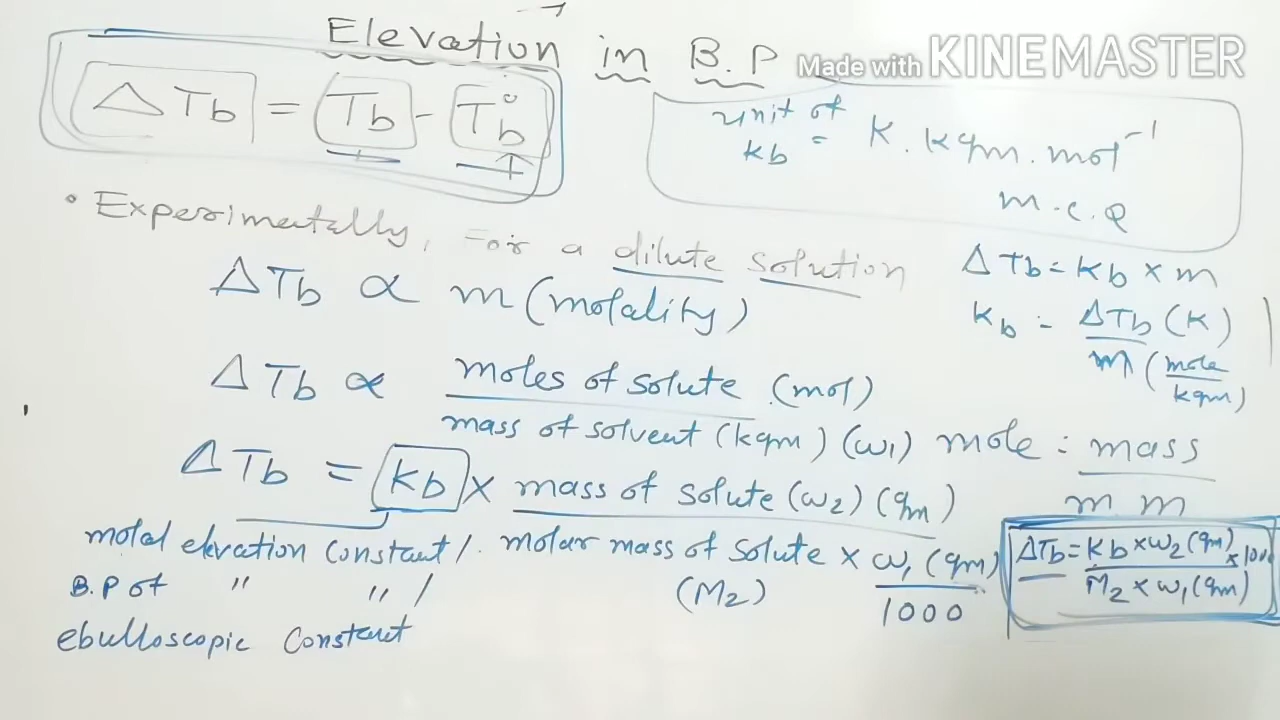 Elevation in B.P
Made with KINEMASTER
ΔTb = Tb - Tb°
unit of kb = K. kgm. mol⁻¹
m.c.Q
• Experimentally, For a dilute solution
ΔTb ∝ m (molality)
ΔTb = kb × m
kb = ΔTb (K)
m (mole
kgm)
ΔTb ∝ moles of solute (mol)
mass of solvent (kgm) (w₁)
mole = mass
m m
ΔTb = kb × mass of solute (w₂) (gm)
molar mass of solute × w₁ (gm)
(M₂) 1000
molal elevation constant /.
B.P of " " /
ebulloscopic Constant
ΔTb = Kb × w₂ (gm) × 1000
M₂ × w₁ (gm)